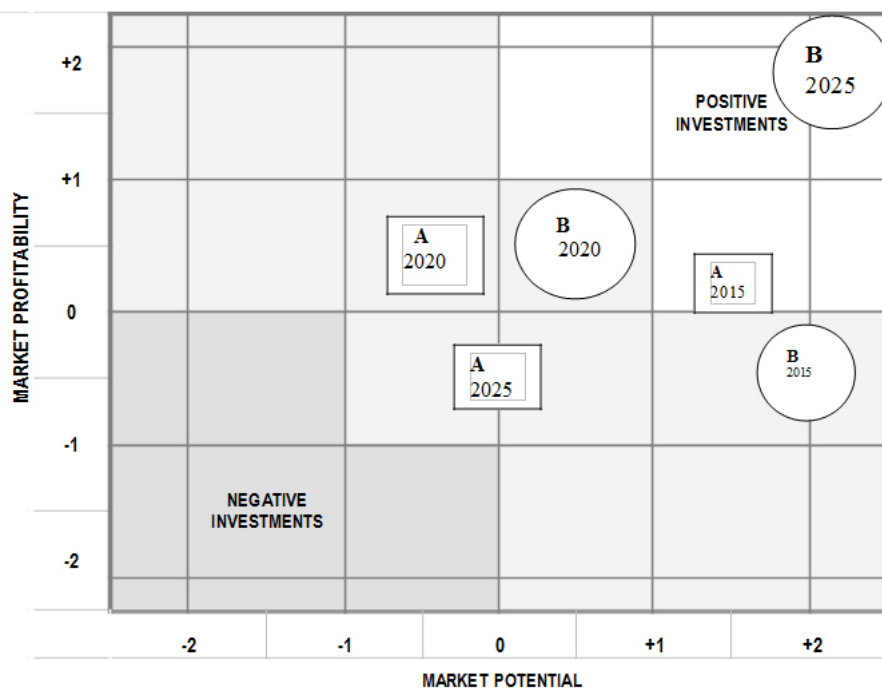 +2
B
2025
POSITIVE
INVESTMENTS
+1
A
2020
B
2020
A
2015
MARKET PROFITABILITY
0
A
2025
B
2015
-1
NEGATIVE
INVESTMENTS
-2
-2
-1
0
+1
+2
MARKET POTENTIAL